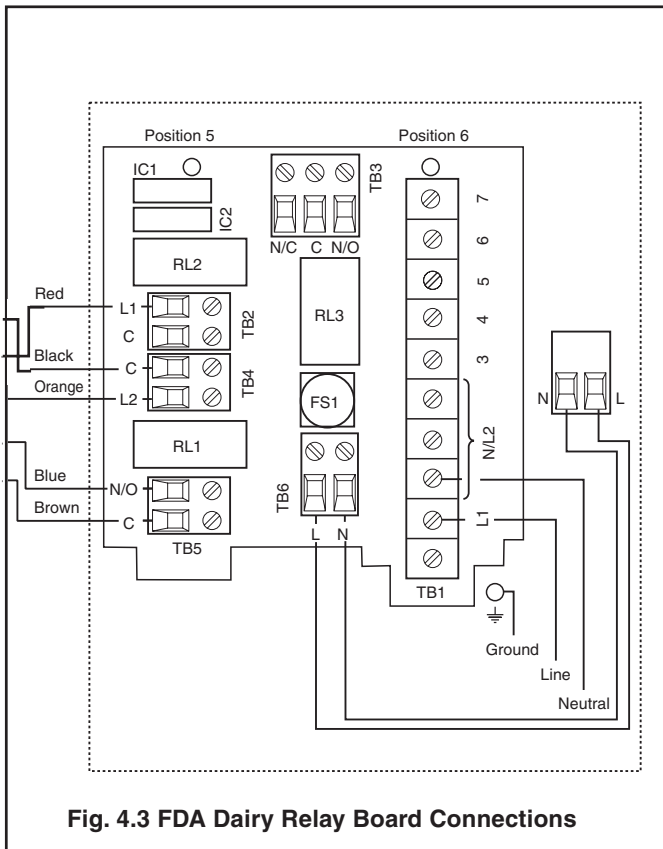 Position 5 Position 6
IC1
IC2
TB3
7
N/C C N/O
6
RL2
5
Red
L1
RL3
4
C
TB2
Black
C
3
TB4
Orange
L2
FS1
N L
RL1
N/L2
Blue
N/O
TB6
Brown
C
L1
L N
TB5
TB1
Ground
Line
Neutral
Fig. 4.3 FDA Dairy Relay Board Connections